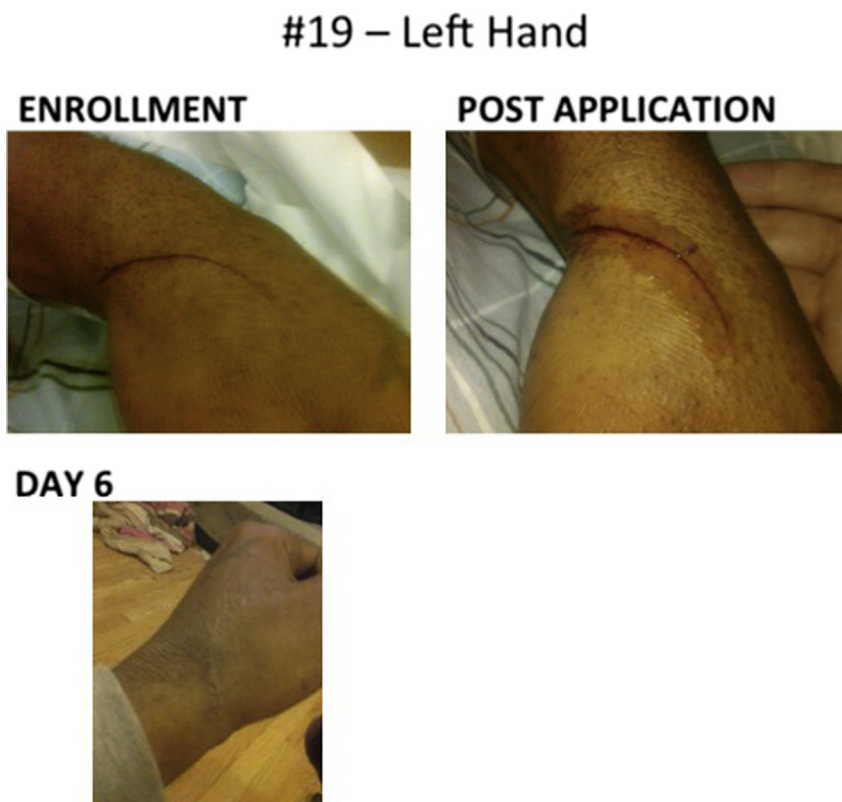 #19 – Left Hand
ENROLLMENT
POST APPLICATION
DAY 6